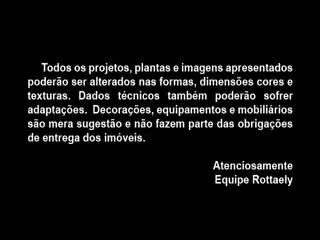 Todos os projetos, plantas e imagens apresentados
poderão ser alterados nas formas, dimensões cores e
texturas. Dados técnicos também poderão sofrer
adaptações. Decorações, equipamentos e mobiliários
são mera sugestão e não fazem parte das obrigações
de entrega dos imóveis.
Atenciosamente
Equipe Rottaely